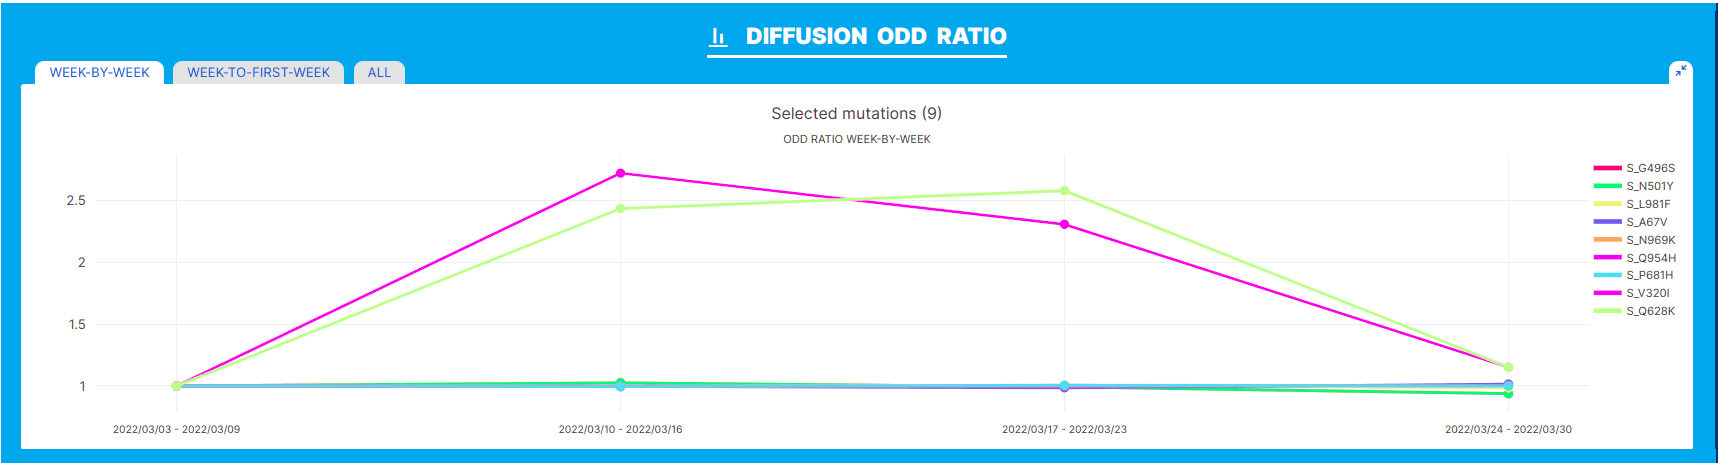 DIFFUSION ODD RATIO
WEEK-BY-WEEK
WEEK-TO-FIRST-WEEK
ALL
Selected mutations (9)
ODD RATIO WEEK-BY-WEEK
2.5
2
1.5
1
2022/03/03 - 2022/03/09
2022/03/10 - 2022/03/16
2022/03/17 - 2022/03/23
2022/03/24 - 2022/03/30
S_G496S
S_N501Y
S_L981F
S_A67V
S_N969K
S_Q954H
S_P681H
S_V320I
S_Q628K